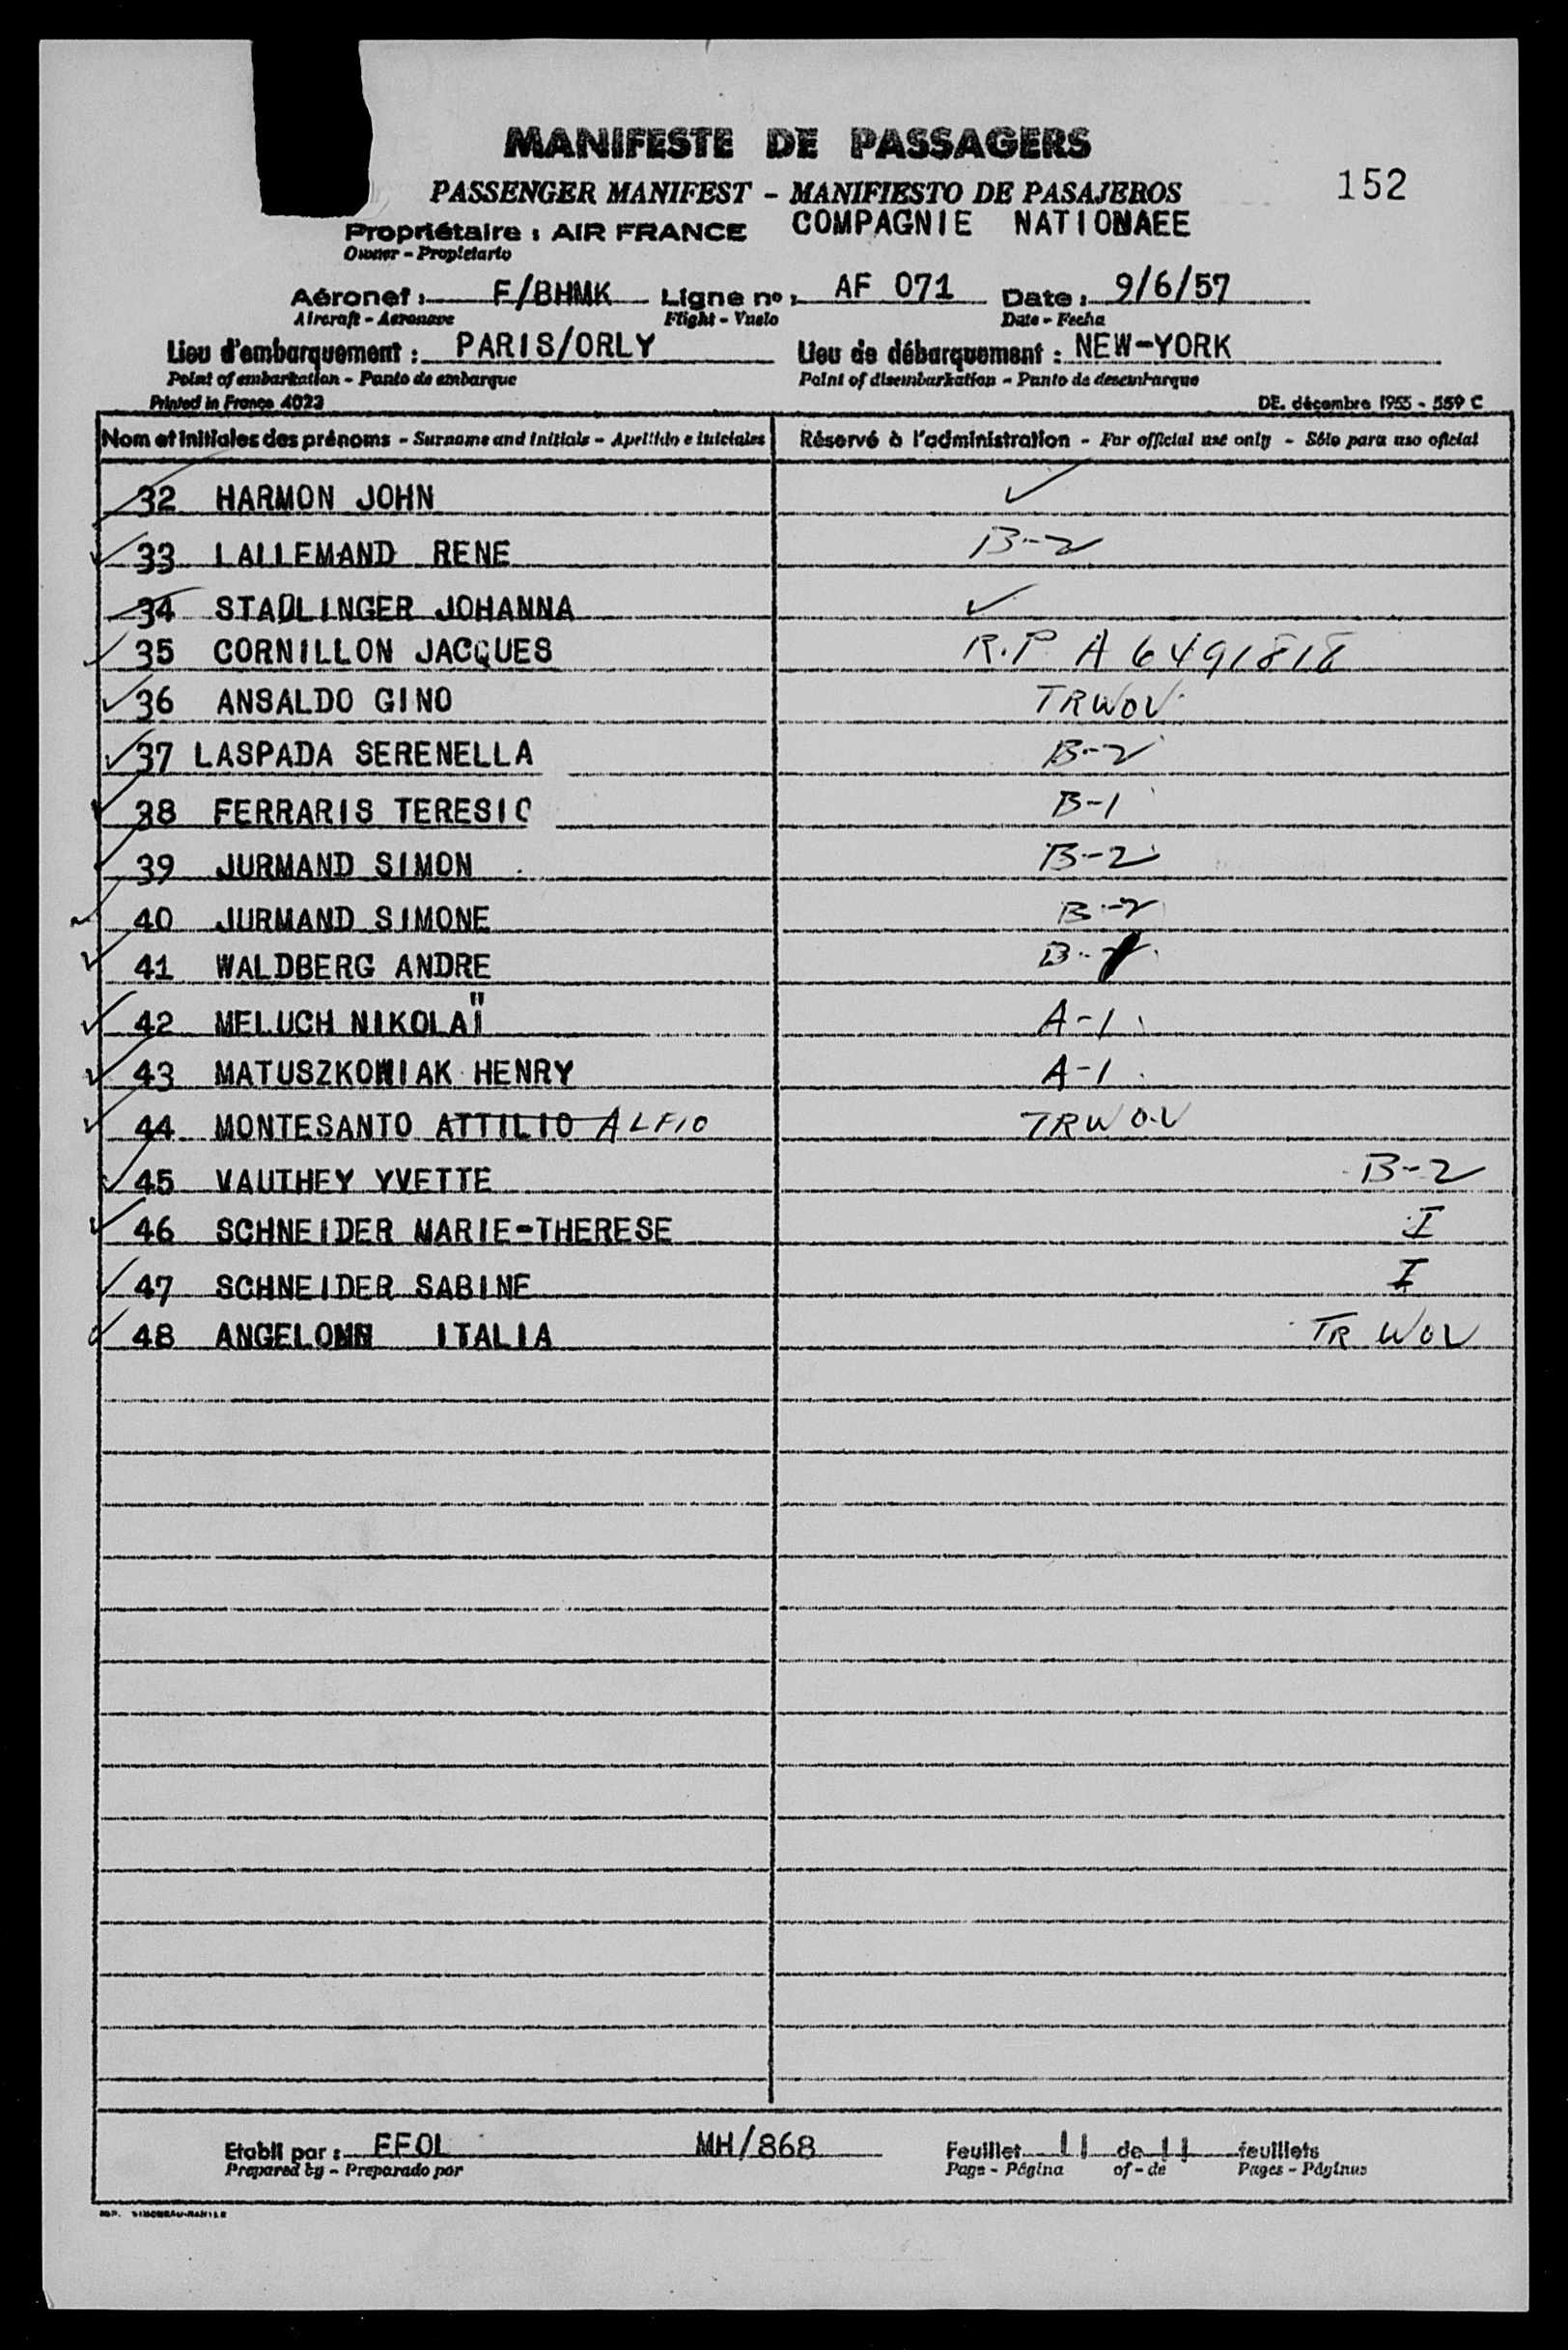 MANIFESTE DE PASSAGERS
PASSENGER MANIFEST - MANIFIESTO DE PASAJEROS
152
Propriétaire : AIR FRANCE COMPAGNIE NATIONAEE
Owner - Propietario
Aéronef : F/BHMK Ligne no : AF 071 Date : 9/6/57
Aircraft - Aeronave Flight - Vuelo Date - Fecha
Lieu d'embarquement : PARIS/ORLY Lieu de débarquement : NEW-YORK
Point of embarkation - Punto de embarque Point of disembarkation - Punto de desembarque
Printed in France 4023 DE. décembre 1955 - 559 C
Nom et initiales des prénoms - Surname and Initials - Apellido e iniciales Réservé à l'administration - For official use only - Sólo para uso oficial
32 HARMON JOHN ✓
33 LALLEMAND RENE B-2
34 STADLINGER JOHANNA ✓
35 CORNILLON JACQUES R.P A 6491818
36 ANSALDO GINO TRWOV
37 LASPADA SERENELLA B-2
38 FERRARIS TERESIO B-1
39 JURMAND SIMON B-2
40 JURMAND SIMONE B-2
41 WALDBERG ANDRE B-
42 MELUCH NIKOLAÏ A-1
43 MATUSZKOWIAK HENRY A-1
44 MONTESANTO ATTILIO ALFIO TRWOV
45 VAUTHEY YVETTE B-2
46 SCHNEIDER MARIE-THERESE I
47 SCHNEIDER SABINE I
48 ITALIA TR WOV
Etabli par : EFOL MH/868 Feuillet 11 de 11 feuillets
Prepared by - Preparado por Page - Página of - de Pages - Páginas